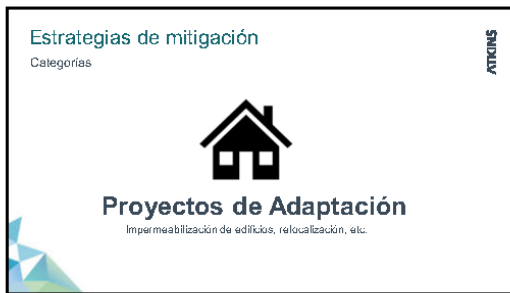 Estrategias de mitigación
Categorías
ATKINS
Proyectos de Adaptación
Impermeabilización de edificios, relocalización, etc.